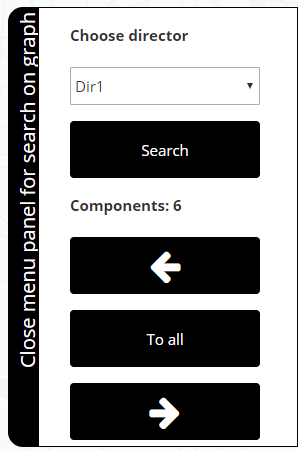 Close menu panel for search on graph
Choose director
Dir1
Search
Components: 6
To all